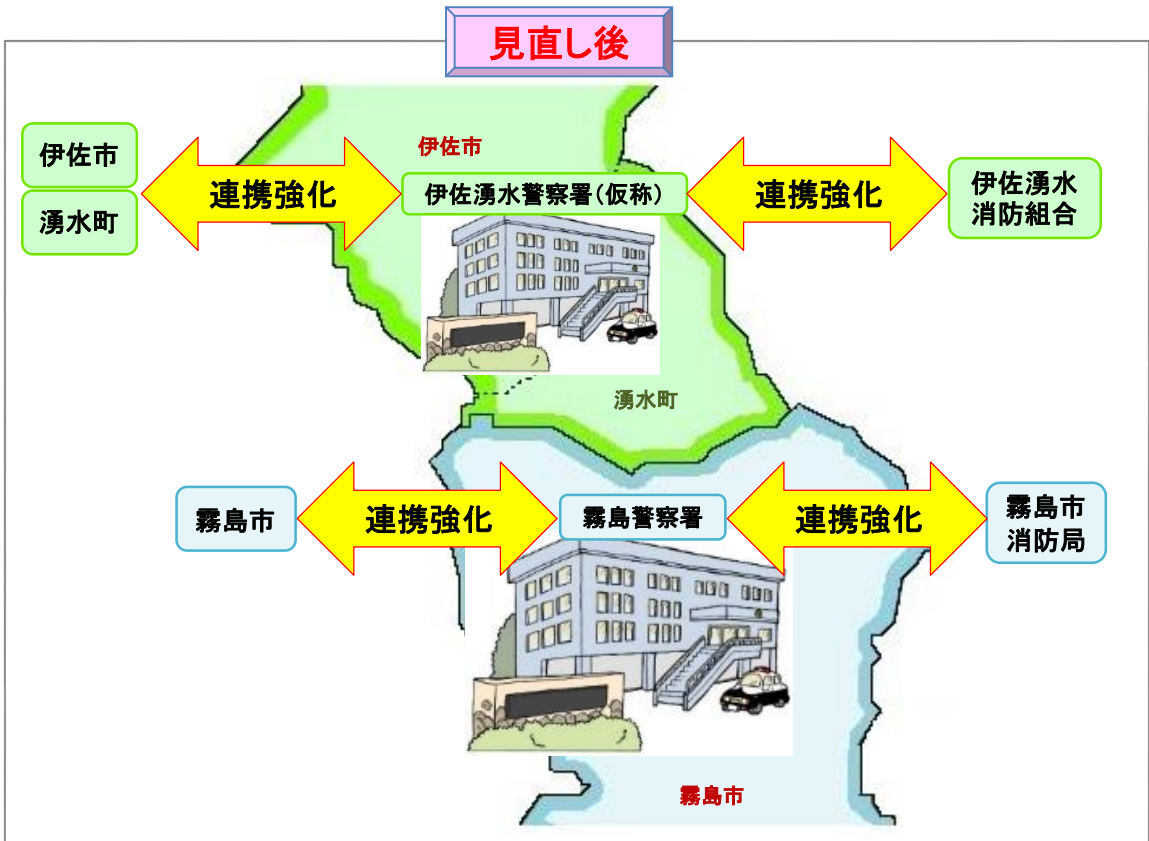 見直し後
伊佐市
伊佐市
連携強化
伊佐湧水警察署(仮称)
連携強化
伊佐湧水
消防組合
湧水町
湧水町
霧島市
連携強化
霧島警察署
連携強化
霧島市
消防局
霧島市